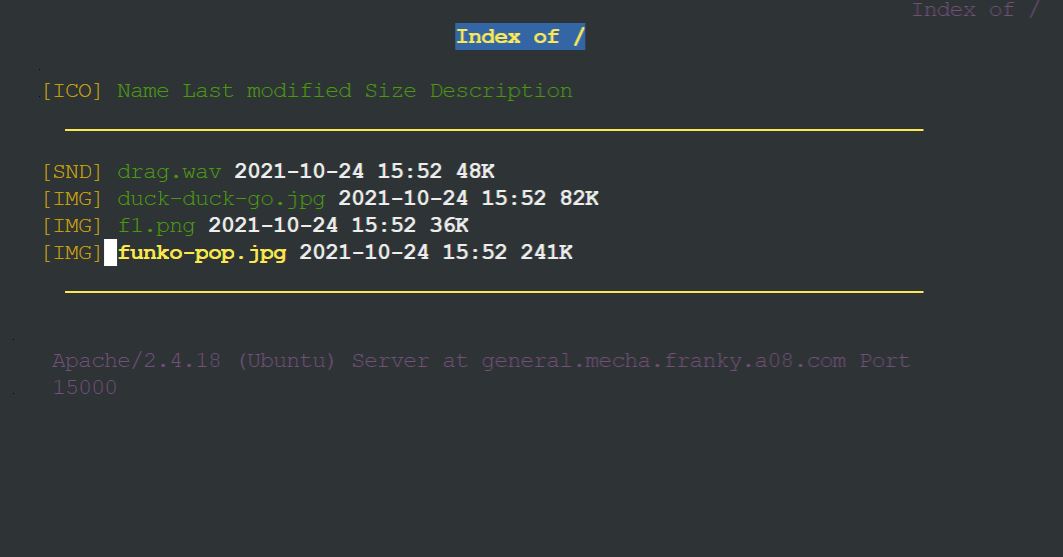 Index of /
Index of /
[ICO] Name Last modified Size Description
[SND] drag.wav 2021-10-24 15:52 48K
[IMG] duck-duck-go.jpg 2021-10-24 15:52 82K
[IMG] f1.png 2021-10-24 15:52 36K
[IMG] funko-pop.jpg 2021-10-24 15:52 241K
Apache/2.4.18 (Ubuntu) Server at general.mecha.franky.a08.com Port
15000